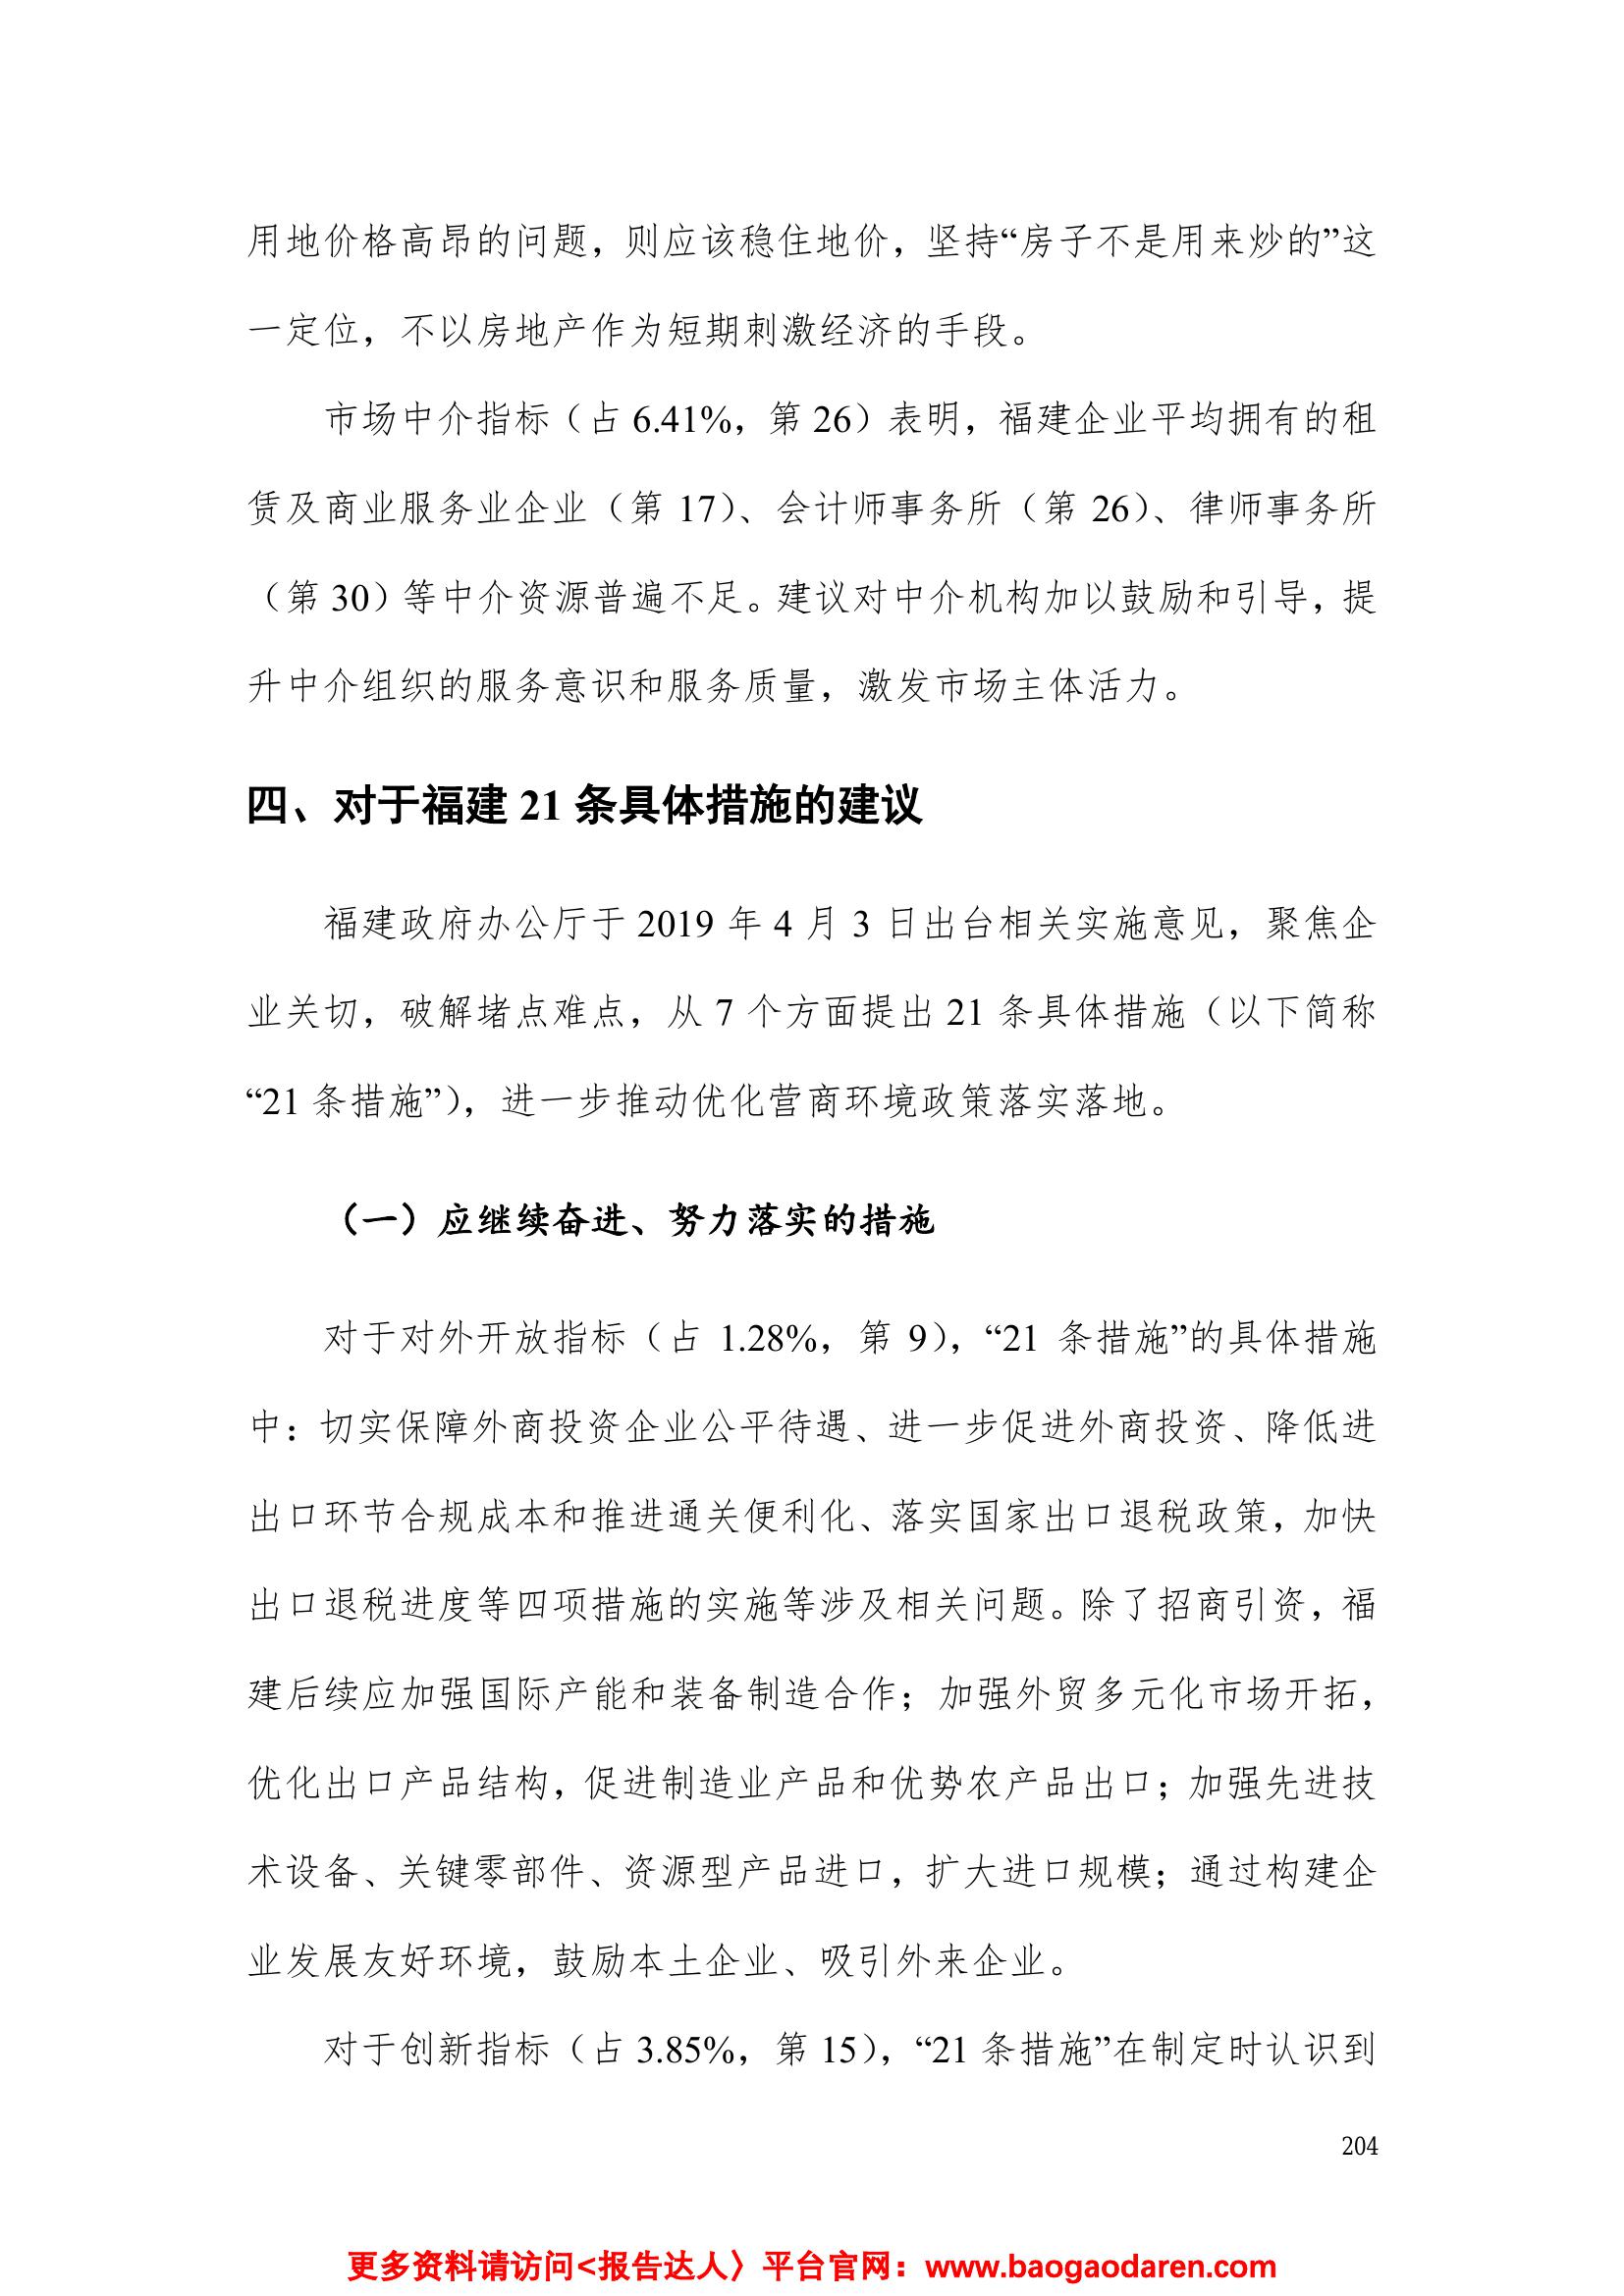 用地价格高昂的问题，则应该稳住地价，坚持“房子不是用来炒的”这
一定位，不以房地产作为短期刺激经济的手段。
市场中介指标（占 6.41%，第 26）表明，福建企业平均拥有的租
赁及商业服务业企业（第 17）、会计师事务所（第 26）、律师事务所
（第 30）等中介资源普遍不足。建议对中介机构加以鼓励和引导，提
升中介组织的服务意识和服务质量，激发市场主体活力。
四、对于福建 21 条具体措施的建议
福建政府办公厅于 2019 年 4 月 3 日出台相关实施意见，聚焦企
业关切，破解堵点难点，从 7 个方面提出 21 条具体措施（以下简称
“21 条措施”），进一步推动优化营商环境政策落实落地。
（一）应继续奋进、努力落实的措施
对于对外开放指标（占 1.28%，第 9），“21 条措施”的具体措施
中：切实保障外商投资企业公平待遇、进一步促进外商投资、降低进
出口环节合规成本和推进通关便利化、落实国家出口退税政策，加快
出口退税进度等四项措施的实施等涉及相关问题。除了招商引资，福
建后续应加强国际产能和装备制造合作；加强外贸多元化市场开拓，
优化出口产品结构，促进制造业产品和优势农产品出口；加强先进技
术设备、关键零部件、资源型产品进口，扩大进口规模；通过构建企
业发展友好环境，鼓励本土企业、吸引外来企业。
对于创新指标（占 3.85%，第 15），“21 条措施”在制定时认识到
204
更多资料请访问<报告达人〉平台官网：www.baogaodaren.com